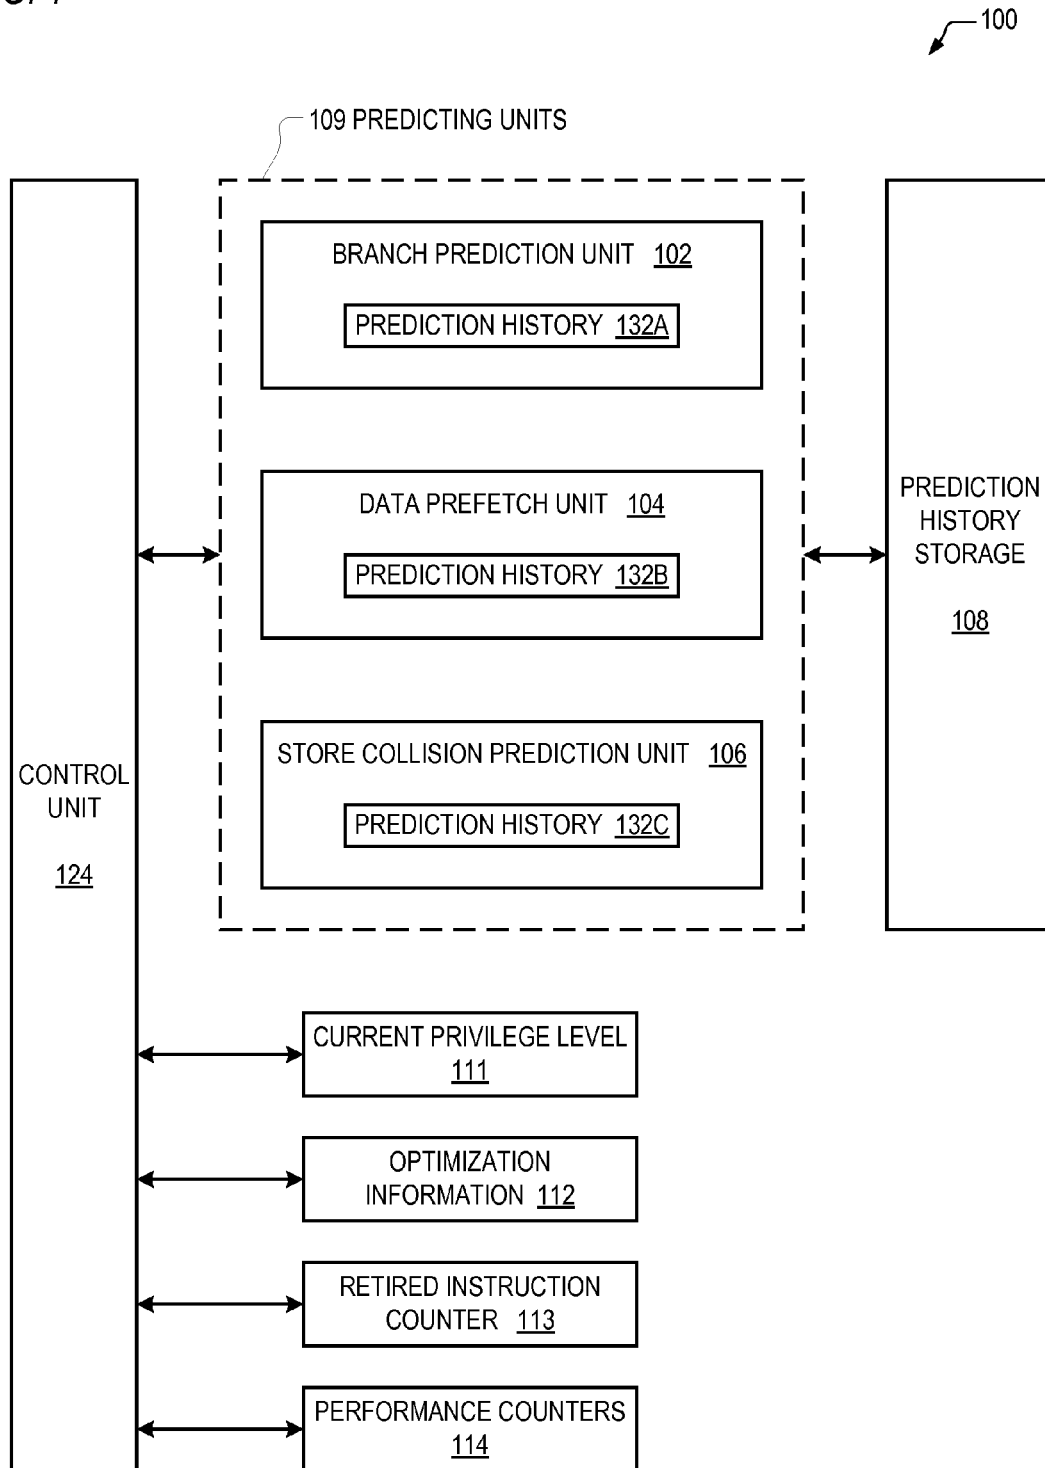 100
109 PREDICTING UNITS
BRANCH PREDICTION UNIT 102
PREDICTION HISTORY 132A
DATA PREFETCH UNIT 104
PREDICTION HISTORY 132B
STORE COLLISION PREDICTION UNIT 106
PREDICTION HISTORY 132C
PREDICTION
HISTORY
STORAGE
108
CONTROL
UNIT
124
CURRENT PRIVILEGE LEVEL
111
OPTIMIZATION
INFORMATION 112
RETIRED INSTRUCTION
COUNTER 113
PERFORMANCE COUNTERS
114